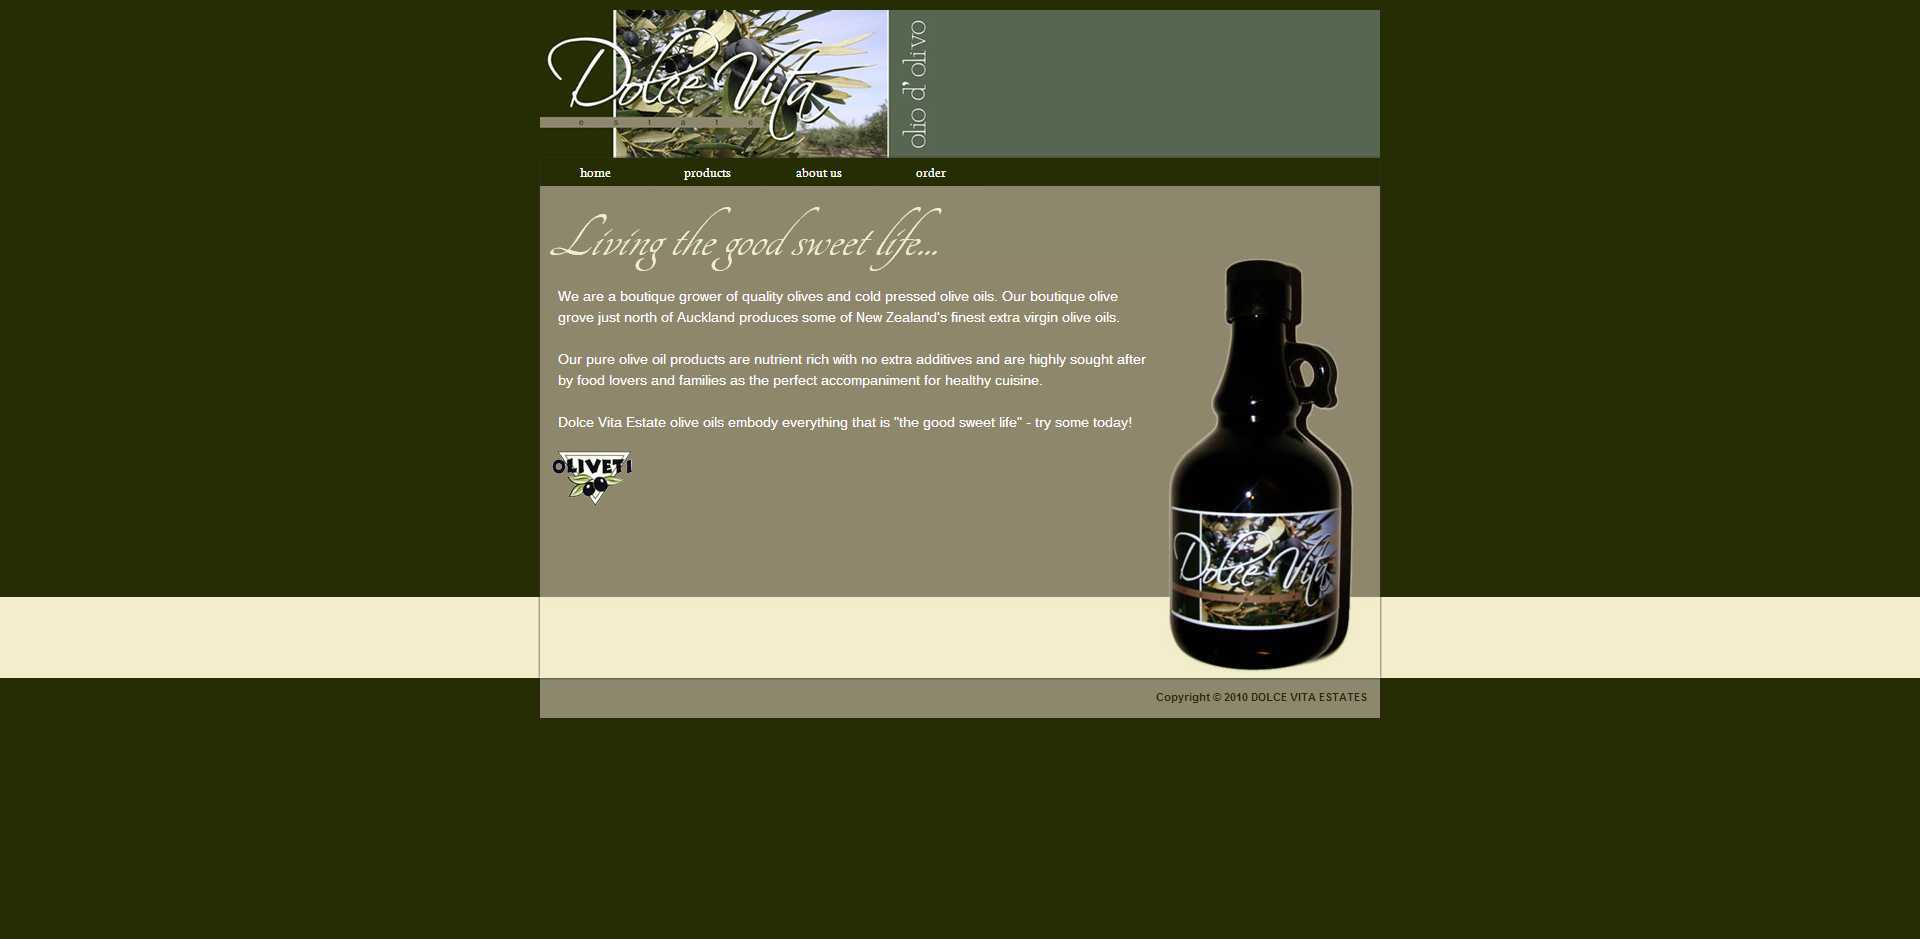 Dolce Vita
estate
olio d'olivo
home products about us order
Living the good sweet life...
We are a boutique grower of quality olives and cold pressed olive oils. Our boutique olive
grove just north of Auckland produces some of New Zealand's finest extra virgin olive oils.
Our pure olive oil products are nutrient rich with no extra additives and are highly sought after
by food lovers and families as the perfect accompaniment for healthy cuisine.
Dolce Vita Estate olive oils embody everything that is "the good sweet life" - try some today!
OLIVETI
Dolce Vita
Copyright © 2010 DOLCE VITA ESTATES